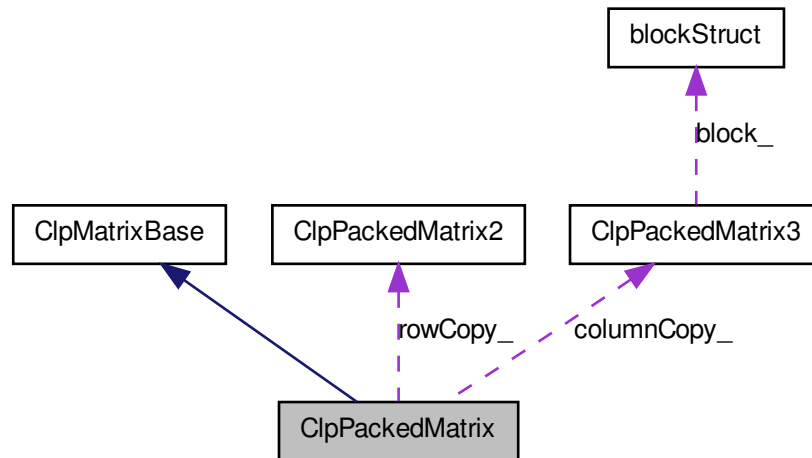 blockStruct
block_
ClpMatrixBase
ClpPackedMatrix2
ClpPackedMatrix3
rowCopy_
columnCopy_
ClpPackedMatrix